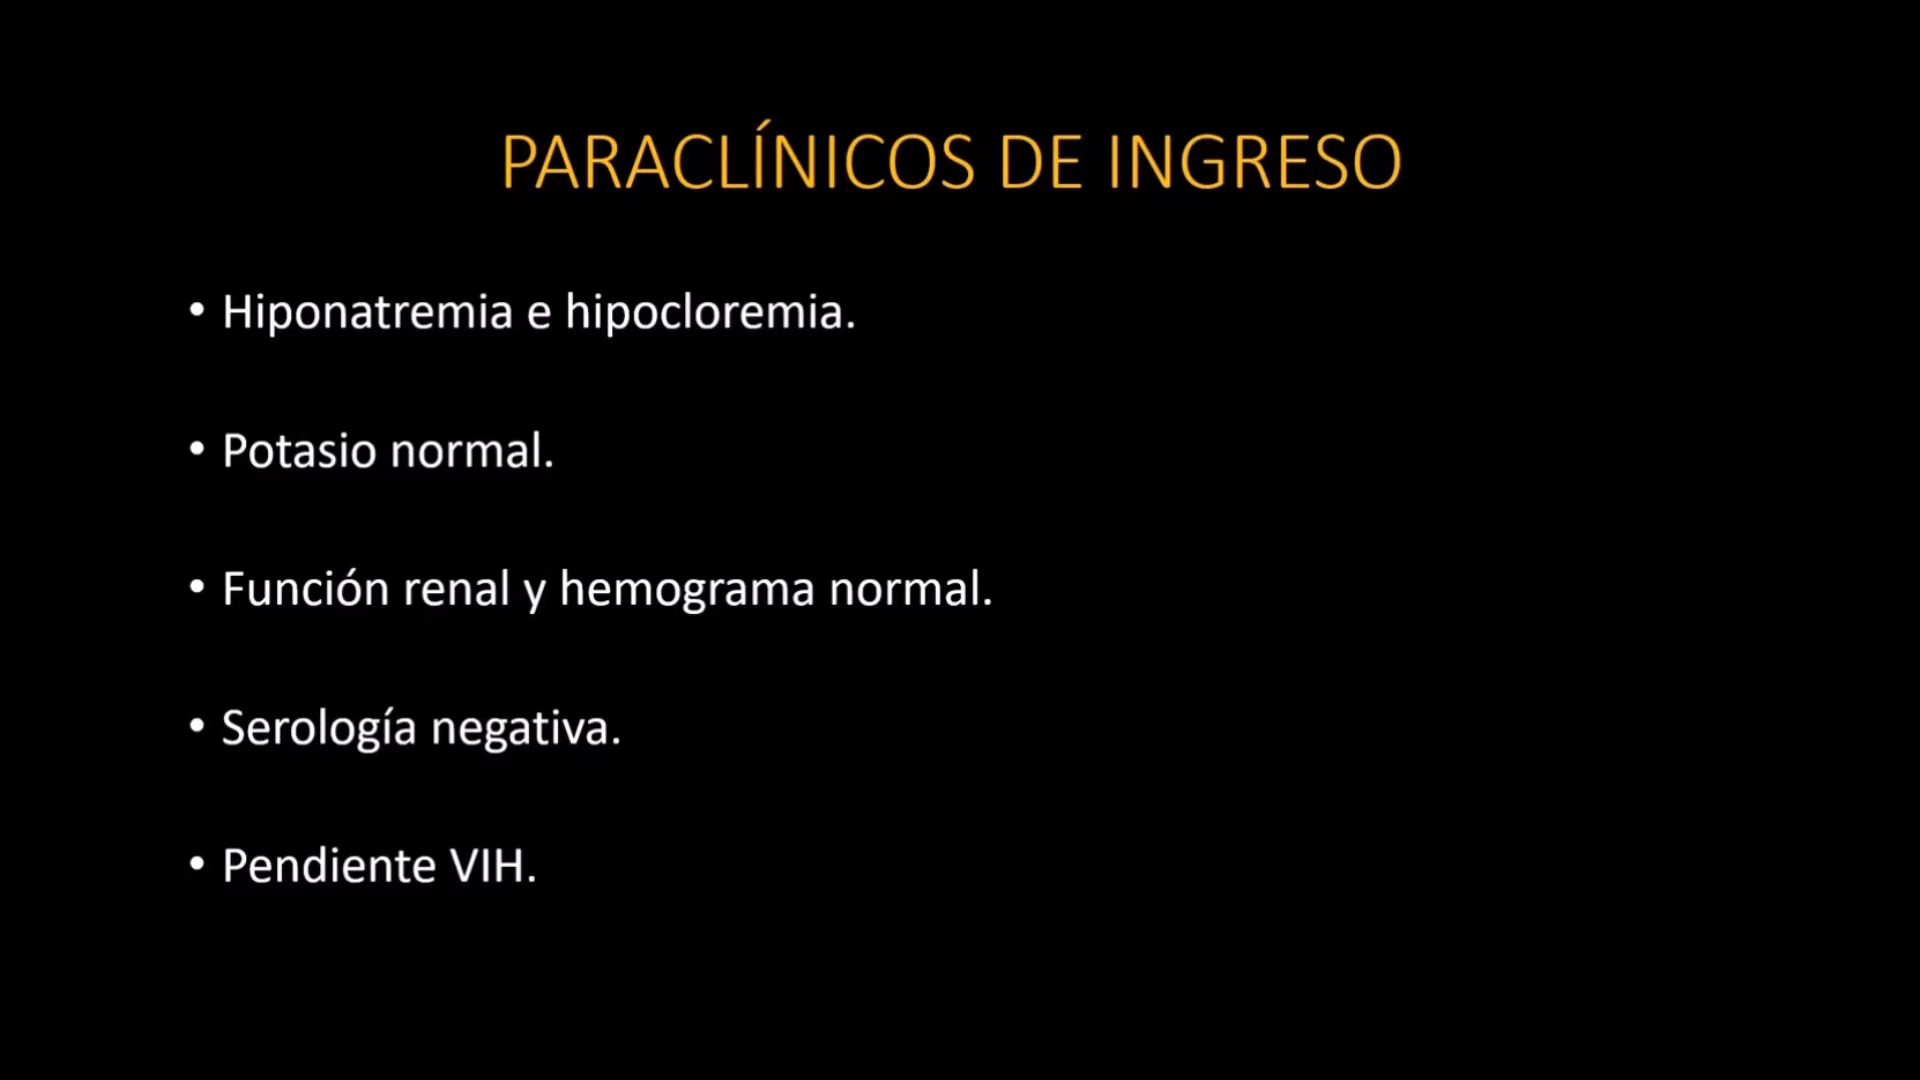 PARACLÍNICOS DE INGRESO
• Hiponatremia e hipocloremia.
• Potasio normal.
• Función renal y hemograma normal.
• Serología negativa.
• Pendiente VIH.